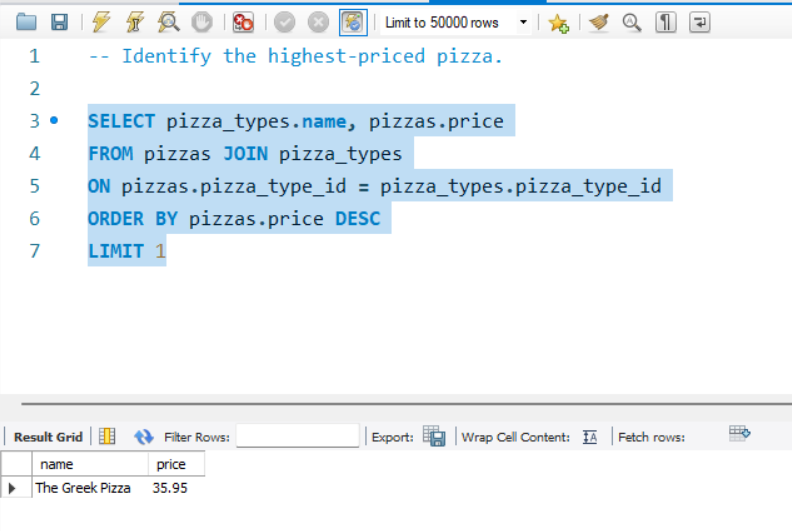 Limit to 50000 rows
1 -- Identify the highest-priced pizza.
2
3 SELECT pizza_types.name, pizzas.price
4 FROM pizzas JOIN pizza_types
5 ON pizzas.pizza_type_id = pizza_types.pizza_type_id
6 ORDER BY pizzas.price DESC
7 LIMIT 1
Result Grid Filter Rows: Export: Wrap Cell Content: Fetch rows:
name price
The Greek Pizza 35.95